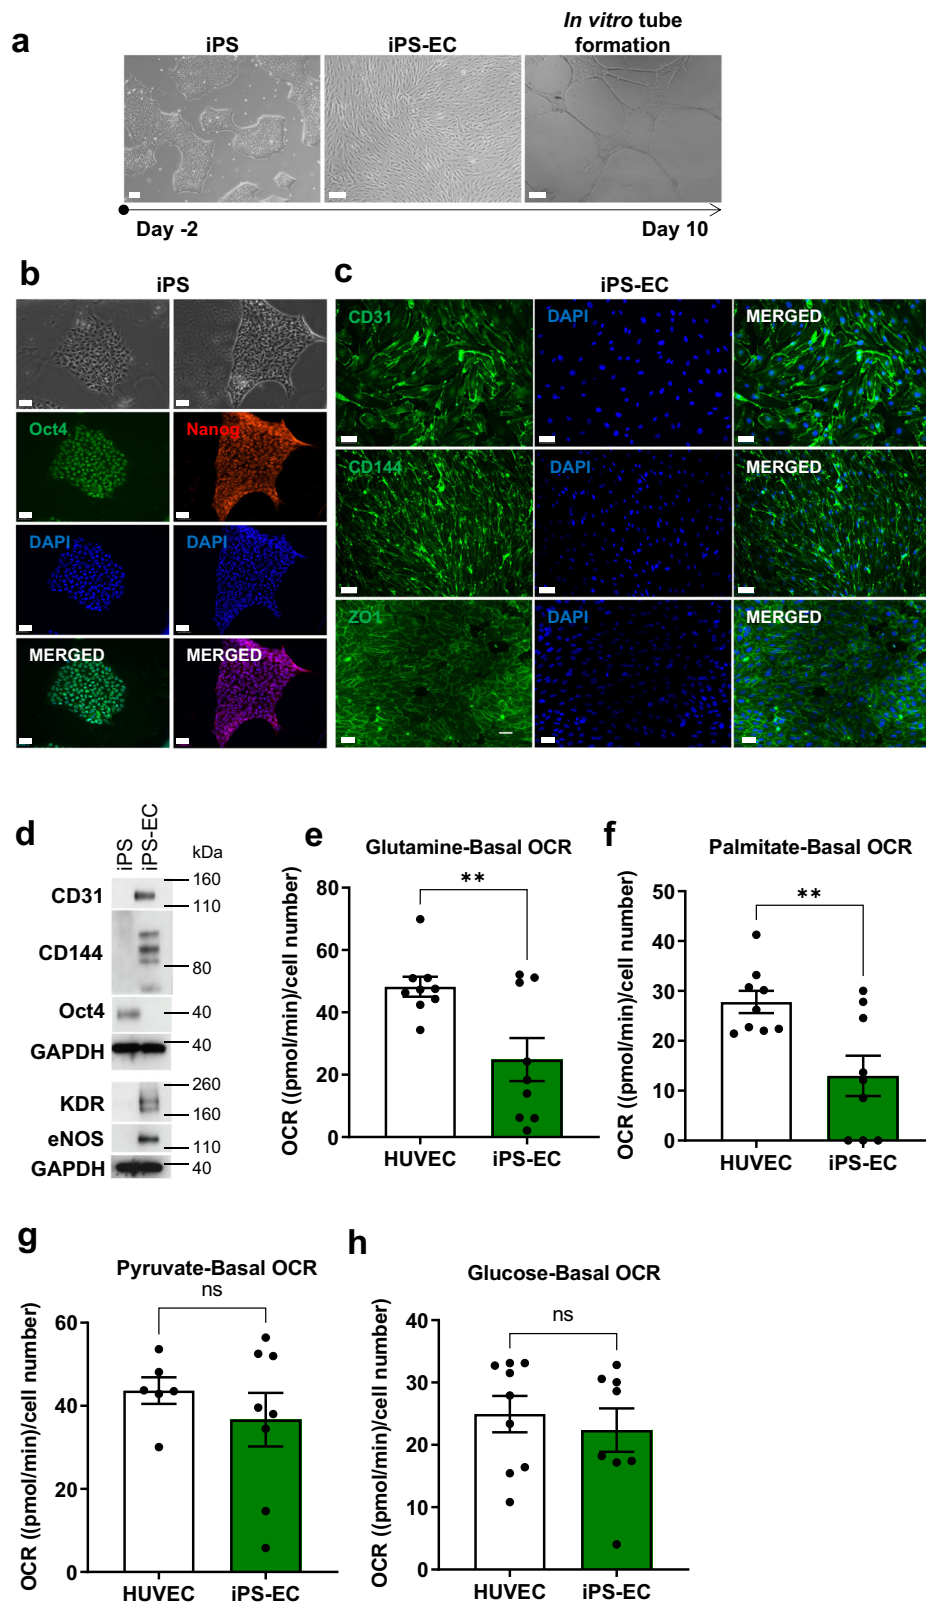 a
iPS
iPS-EC
In vitro tube
formation
Day -2
Day 10
b
iPS
Oct4
Nanog
DAPI
DAPI
MERGED
MERGED
c
iPS-EC
CD31
DAPI
MERGED
CD144
DAPI
MERGED
ZO1
DAPI
MERGED
d
iPS
iPS-EC
kDa
CD31
160
110
CD144
80
Oct4
40
GAPDH
40
KDR
260
160
eNOS
110
GAPDH
40
e
Glutamine-Basal OCR
**
OCR ((pmol/min)/cell number)
80
60
40
20
0
HUVEC
iPS-EC
f
Palmitate-Basal OCR
**
OCR ((pmol/min)/cell number)
50
40
30
20
10
0
HUVEC
iPS-EC
g
Pyruvate-Basal OCR
ns
OCR ((pmol/min)/cell number)
60
40
20
0
HUVEC
iPS-EC
h
Glucose-Basal OCR
ns
OCR ((pmol/min)/cell number)
40
30
20
10
0
HUVEC
iPS-EC